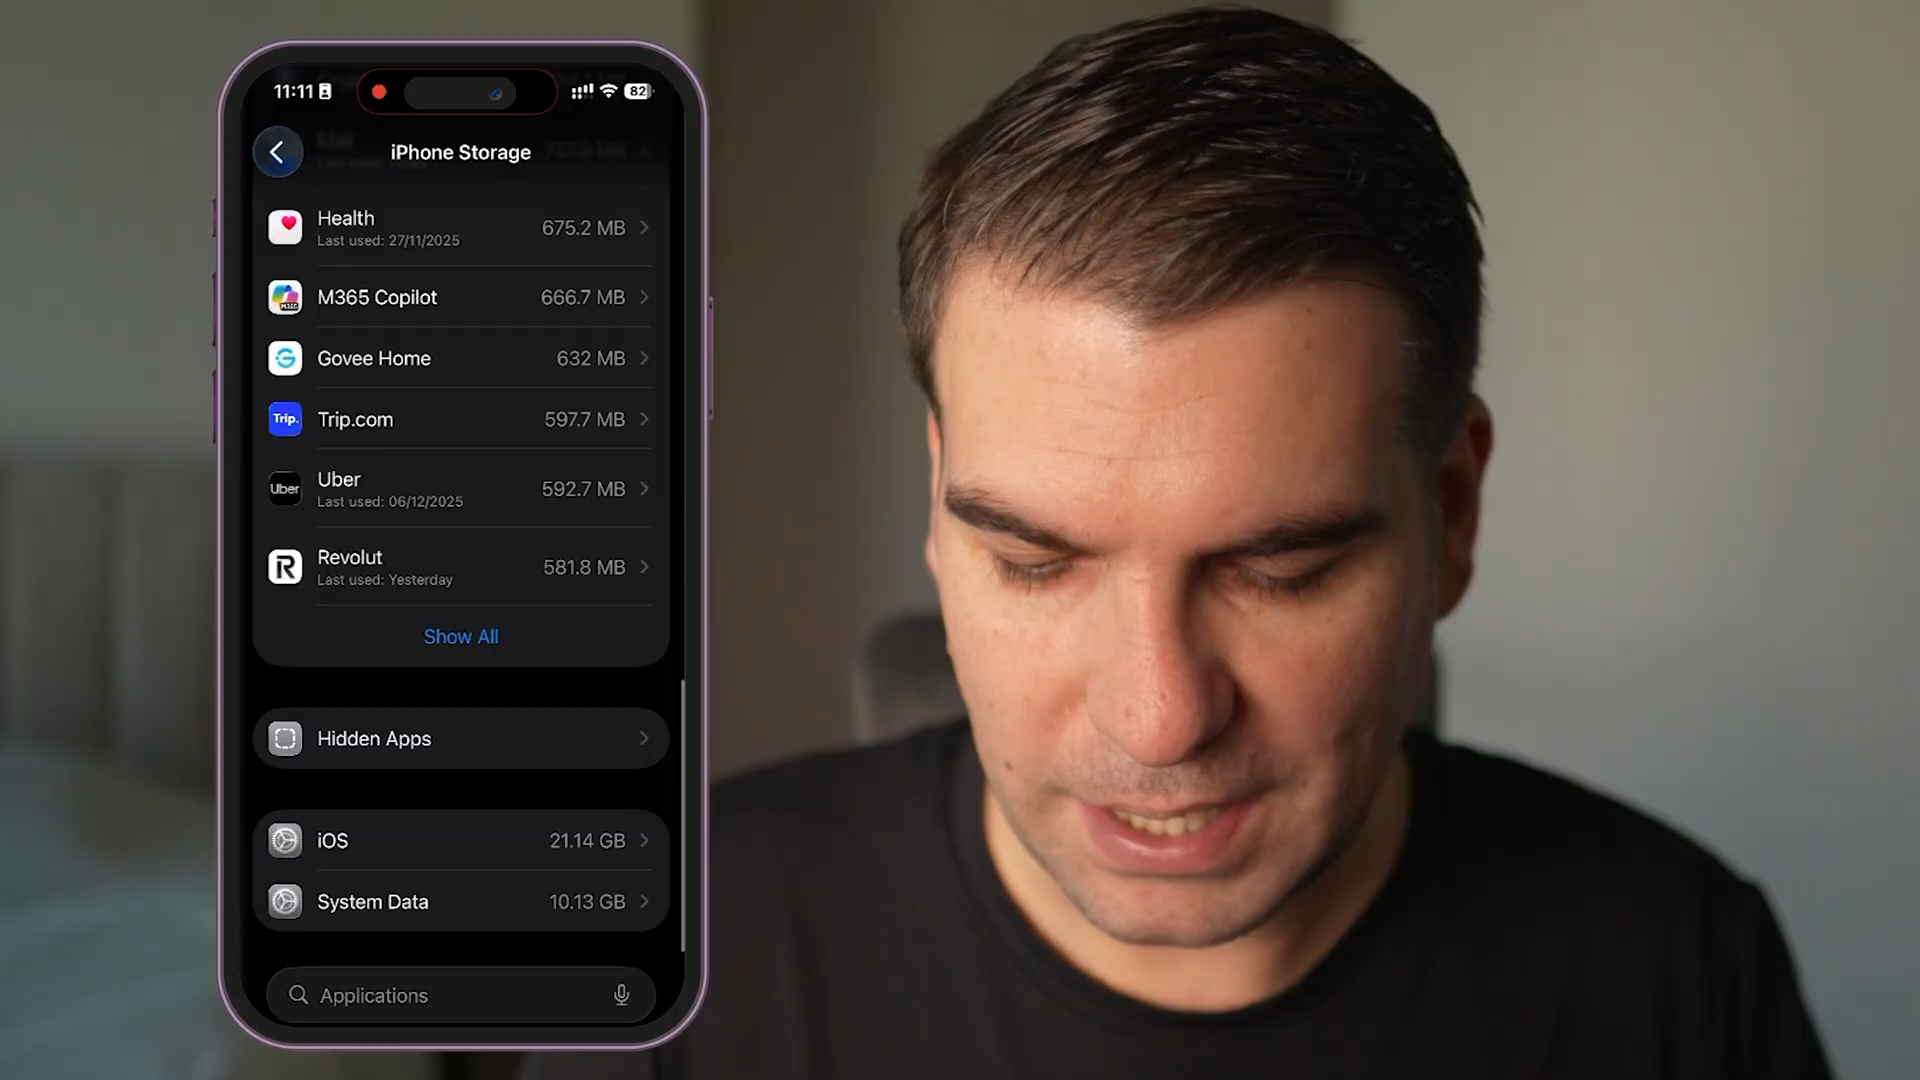 11:11
82
iPhone Storage
Health
675.2 MB
Last used: 27/11/2025
M365 Copilot
666.7 MB
Govee Home
632 MB
Trip.
Trip.com
597.7 MB
Uber
Uber
592.7 MB
Last used: 06/12/2025
Revolut
581.8 MB
Last used: Yesterday
Show All
Hidden Apps
iOS
21.14 GB
System Data
10.13 GB
Applications